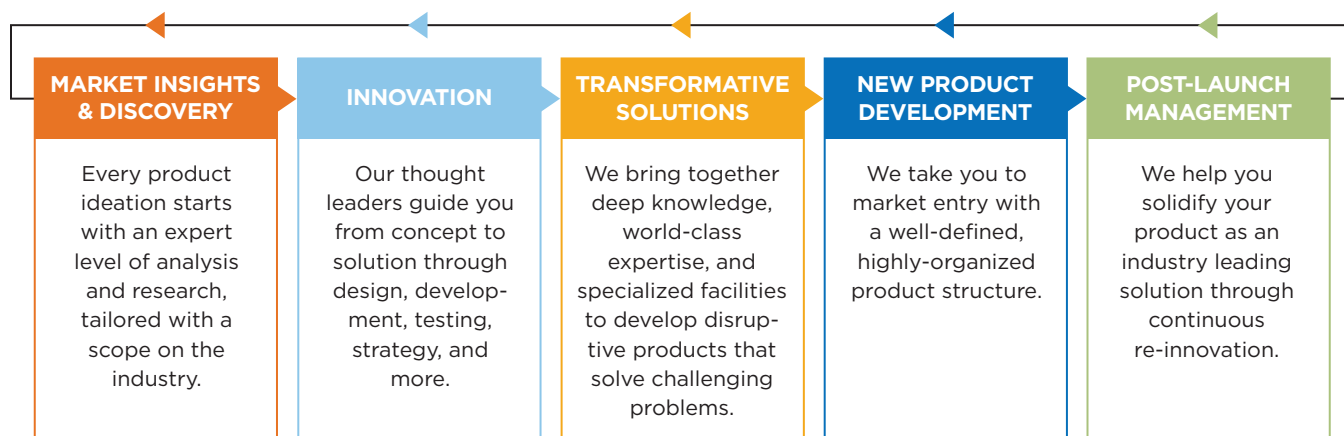 MARKET INSIGHTS
& DISCOVERY
Every product
ideation starts
with an expert
level of analysis
and research,
tailored with a
scope on the
industry.
INNOVATION
Our thought
leaders guide you
from concept to
solution through
design, develop-
ment, testing,
strategy, and
more.
TRANSFORMATIVE
SOLUTIONS
We bring together
deep knowledge,
world-class
expertise, and
specialized facilities
to develop disrup-
tive products that
solve challenging
problems.
NEW PRODUCT
DEVELOPMENT
We take you to
market entry with
a well-defined,
highly-organized
product structure.
POST-LAUNCH
MANAGEMENT
We help you
solidify your
product as an
industry leading
solution through
continuous
re-innovation.